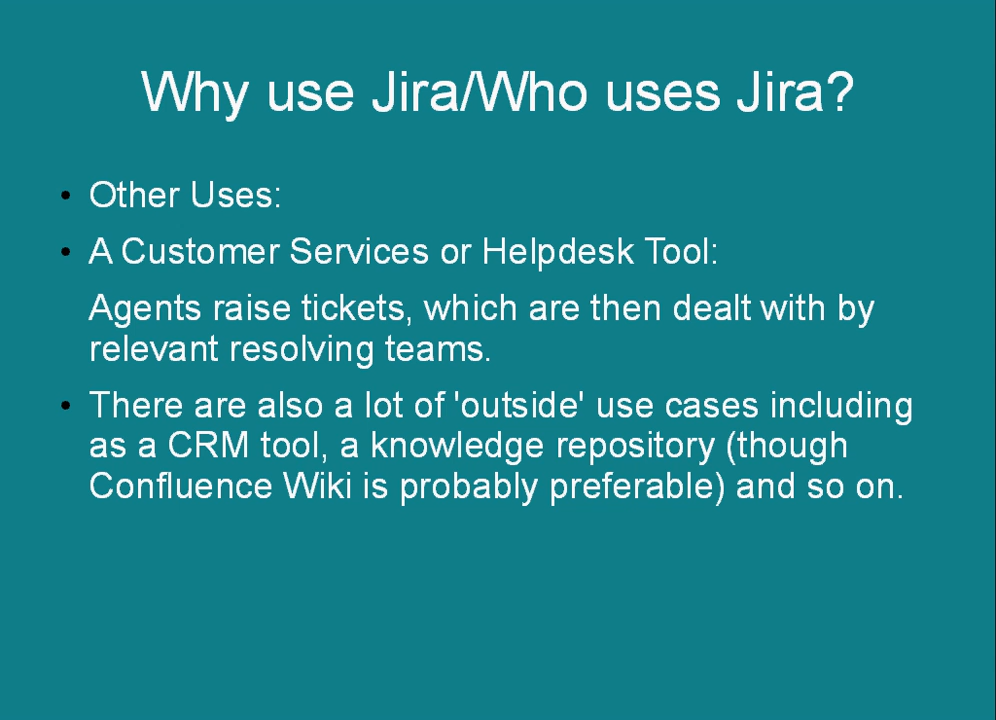 Why use Jira/Who uses Jira?
• Other Uses:
• A Customer Services or Helpdesk Tool:
Agents raise tickets, which are then dealt with by
relevant resolving teams.
• There are also a lot of 'outside' use cases including
as a CRM tool, a knowledge repository (though
Confluence Wiki is probably preferable) and so on.